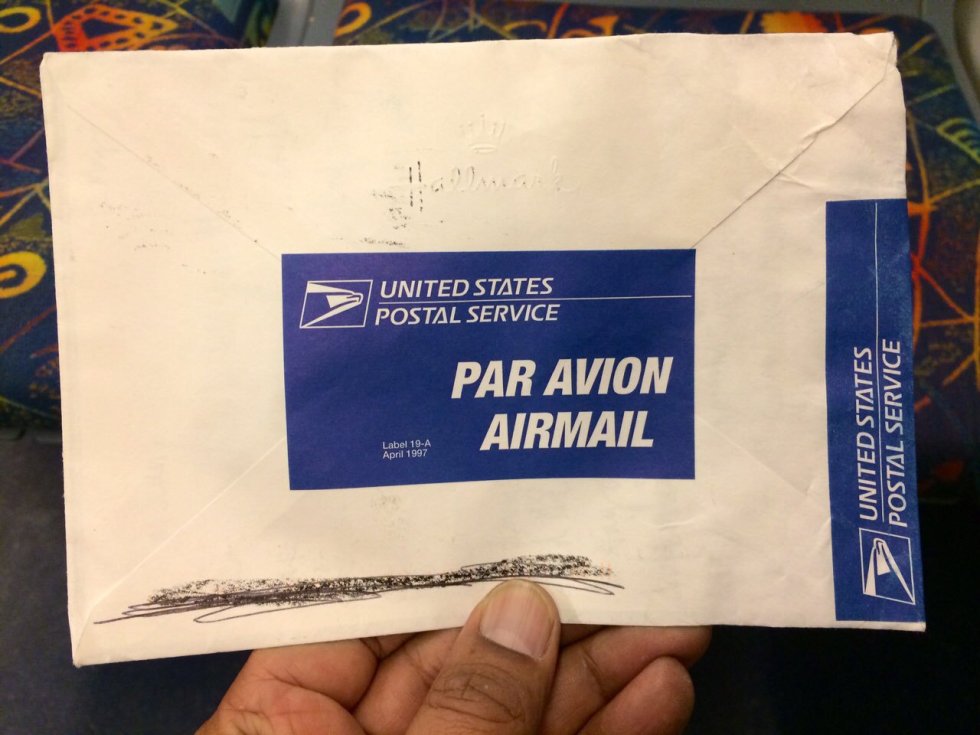 Hallmark
UNITED STATES
POSTAL SERVICE
PAR AVION
AIRMAIL
Label 19-A
April 1997
UNITED STATES
POSTAL SERVICE